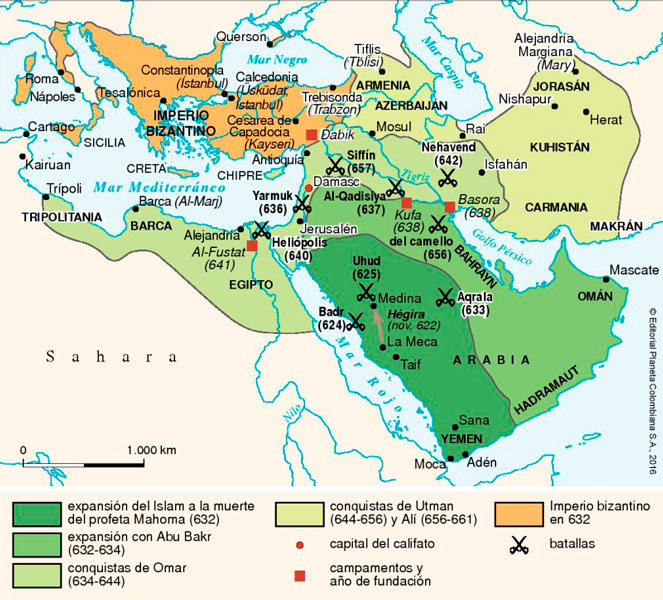 Querson
Mar Negro
Mar Caspio
Tiflis
(Tblisi)
Alejandría
Margiana
(Mary)
Roma
Nápoles
Constantinopla
(Istanbul)
Tesalónica
Calcedonia
(Üsküdar,
Istanbul)
Trebisonda
(Trabzon)
ARMENIA
AZERBAIJÁN
JORASÁN
Nishapur
Herat
IMPERIO
BIZANTINO
Cesarea de
Capadocia
(Kayseri)
Dabik
Mosul
Rai
Cartago
SICILIA
Kairuan
CRETA
CHIPRE
Antioquía
Siffín
(657)
Nehavend
(642)
Isfahán
KUHISTÁN
Mar Mediterráneo
Damasc
Tigris
Trípoli
TRIPOLITANIA
Barca (Al-Marj)
BARCA
Yarmuk
(636)
Al-Qadisiya
(637)
Kufa
(638)
Basora
(638)
CARMANIA
MAKRÁN
Alejandría
Al-Fustat
(641)
Jerusalén
Heliópolis
(640)
del camello
(656)
Golfo Pérsico
BAHRAYN
EGIPTO
Uhud
(625)
Medina
Badr
(624)
Hégira
(nov. 622)
Aqrala
(633)
Mascate
OMÁN
La Meca
Taif
ARABIA
Sahara
Mar Rojo
Nilo
HADRAMAUT
Sana
YEMEN
Moca
Adén
0 1.000 km
© Editorial Planeta Colombiana S.A., 2016
expansión del Islam a la muerte
del profeta Mahoma (632)
expansión con Abu Bakr
(632-634)
conquistas de Omar
(634-644)
conquistas de Utman
(644-656) y Alí (656-661)
capital del califato
campamentos y
año de fundación
Imperio bizantino
en 632
batallas